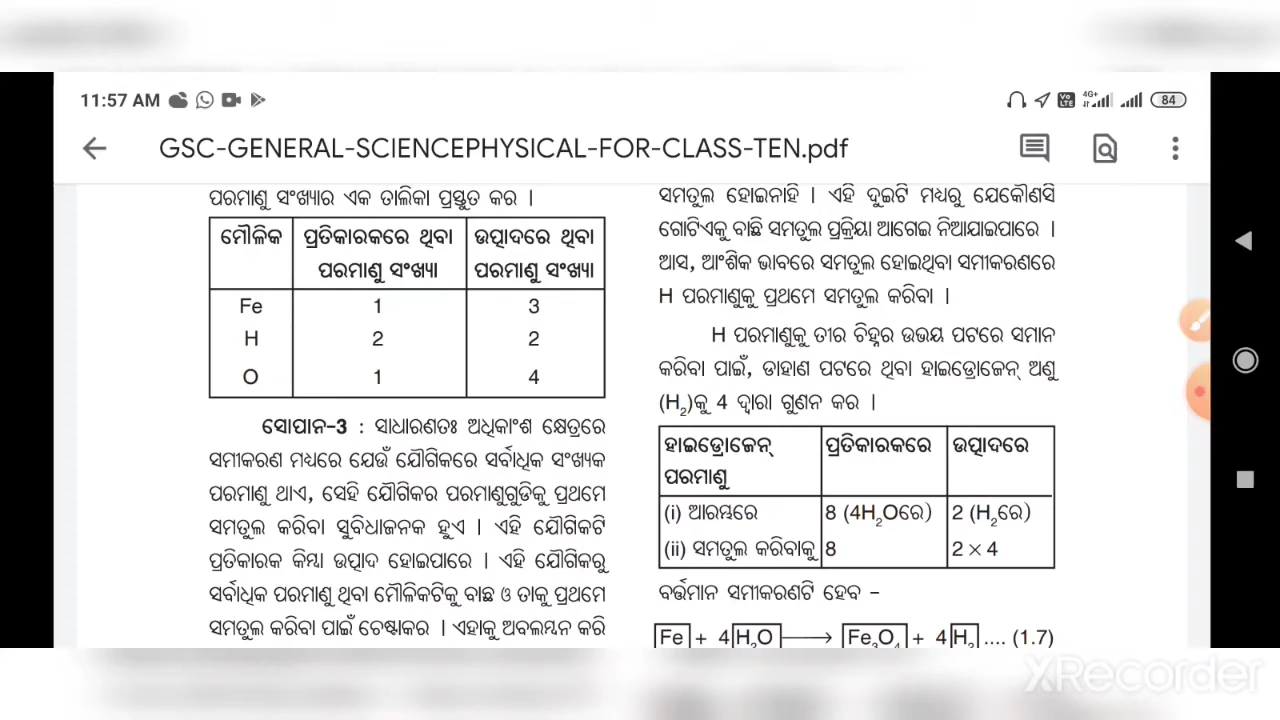 11:57 AM
4G+
Vo LTE
84
GSC-GENERAL-SCIENCEPHYSICAL-FOR-CLASS-TEN.pdf
ପରମାଣୁ ସଂଖ୍ୟାର ଏକ ତାଲିକା ପ୍ରସ୍ତୁତ କର ।
ମୌଳିକ ପ୍ରତିକାରକରେ ଥିବା ଉତ୍ପାଦରେ ଥିବା
ପରମାଣୁ ସଂଖ୍ୟା ପରମାଣୁ ସଂଖ୍ୟା
Fe 1 3
H 2 2
O 1 4
ସୋପାନ-3 : ସାଧାରଣତଃ ଅଧିକାଂଶ କ୍ଷେତ୍ରରେ
ସମୀକରଣ ମଧ୍ୟରେ ଯେଉଁ ଯୌଗିକରେ ସର୍ବାଧିକ ସଂଖ୍ୟକ
ପରମାଣୁ ଥାଏ, ସେହି ଯୌଗିକର ପରମାଣୁଗୁଡିକୁ ପ୍ରଥମେ
ସମତୁଲ କରିବା ସୁବିଧାଜନକ ହୁଏ । ଏହି ଯୌଗିକଟି
ପ୍ରତିକାରକ କିମ୍ବା ଉତ୍ପାଦ ହୋଇପାରେ । ଏହି ଯୌଗିକରୁ
ସର୍ବାଧିକ ପରମାଣୁ ଥିବା ମୌଳିକଟିକୁ ବାଛ ଓ ତାକୁ ପ୍ରଥମେ
ସମତୁଲ କରିବା ପାଇଁ ଚେଷ୍ଟାକର । ଏହାକୁ ଅବଲମ୍ବନ କରି
ସମତୁଲ ହୋଇନାହି । ଏହି ଦୁଇଟି ମଧ୍ୟରୁ ଯେକୌଣସି
ଗୋଟିଏକୁ ବାଛି ସମତୁଲ ପ୍ରକ୍ରିୟା ଆଗେଇ ନିଆଯାଇପାରେ ।
ଆସ, ଆଂଶିକ ଭାବରେ ସମତୁଲ ହୋଇଥିବା ସମୀକରଣରେ
H ପରମାଣୁକୁ ପ୍ରଥମେ ସମତୁଲ କରିବା ।
H ପରମାଣୁକୁ ତୀର ଚିହ୍ନର ଉଭୟ ପଟରେ ସମାନ
କରିବା ପାଇଁ, ଡାହାଣ ପଟରେ ଥିବା ହାଇଡ୍ରୋଜେନ୍ ଅଣୁ
(H₂)କୁ 4 ଦ୍ୱାରା ଗୁଣନ କର ।
ହାଇଡ୍ରୋଜେନ୍ ପ୍ରତିକାରକରେ ଉତ୍ପାଦରେ
ପରମାଣୁ
(i) ଆରମ୍ଭରେ 8 (4H₂Oରେ) 2 (H₂ରେ)
(ii) ସମତୁଲ କରିବାକୁ 8 2 × 4
ବର୍ତ୍ତମାନ ସମୀକରଣଟି ହେବ –
Fe + 4 H₂O ⟶ Fe₃O₄ + 4 H₂ .... (1.7)
XRecorder